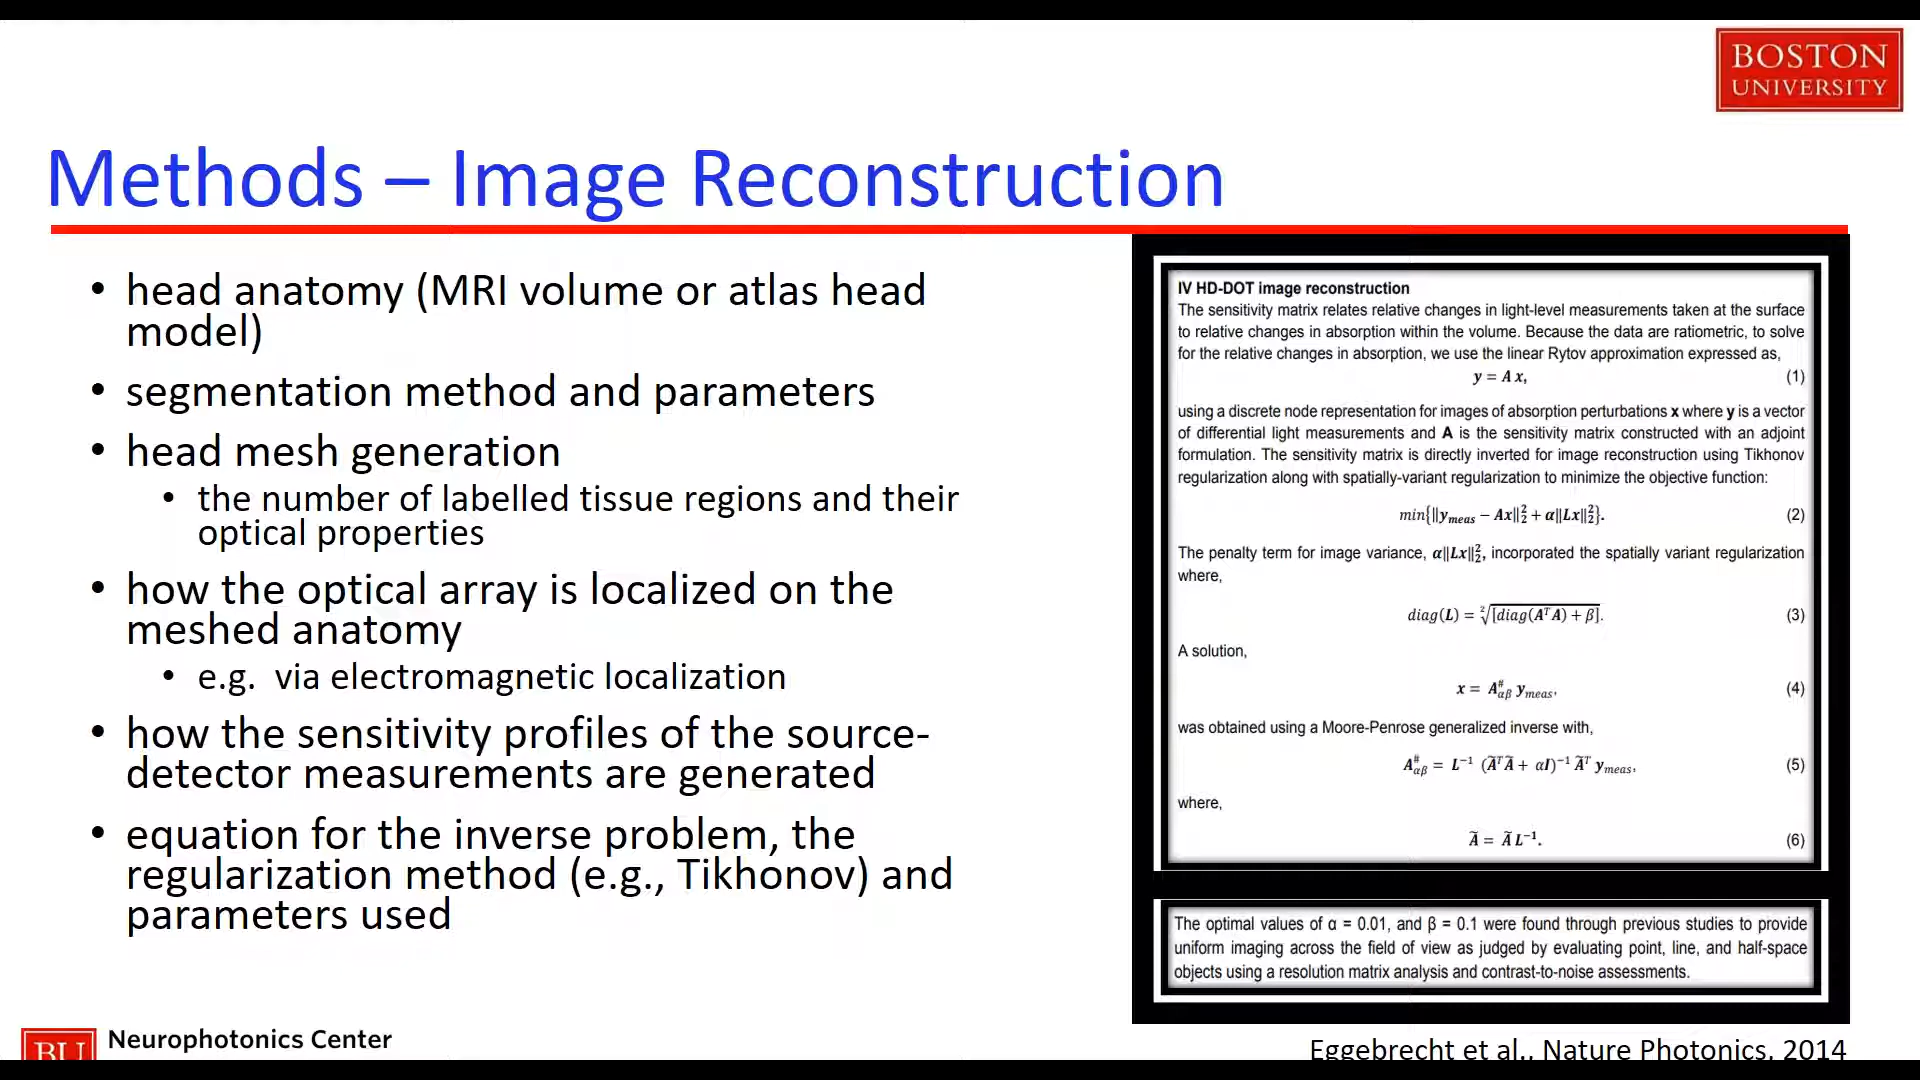 BOSTON
UNIVERSITY
Methods – Image Reconstruction
• head anatomy (MRI volume or atlas head
model)
• segmentation method and parameters
• head mesh generation
• the number of labelled tissue regions and their
optical properties
• how the optical array is localized on the
meshed anatomy
• e.g. via electromagnetic localization
• how the sensitivity profiles of the source-
detector measurements are generated
• equation for the inverse problem, the
regularization method (e.g., Tikhonov) and
parameters used
IV HD-DOT image reconstruction
The sensitivity matrix relates relative changes in light-level measurements taken at the surface
to relative changes in absorption within the volume. Because the data are ratiometric, to solve
for the relative changes in absorption, we use the linear Rytov approximation expressed as,
y = A x, (1)
using a discrete node representation for images of absorption perturbations x where y is a vector
of differential light measurements and A is the sensitivity matrix constructed with an adjoint
formulation. The sensitivity matrix is directly inverted for image reconstruction using Tikhonov
regularization along with spatially-variant regularization to minimize the objective function:
min{‖y_meas − Ax‖₂² + α‖Lx‖₂²}. (2)
The penalty term for image variance, α‖Lx‖₂², incorporated the spatially variant regularization
where,
diag(L) = ²√[diag(AᵀA) + β]. (3)
A solution,
x = A#_αβ y_meas, (4)
was obtained using a Moore-Penrose generalized inverse with,
A#_αβ = L⁻¹ (ÃᵀÃ + αI)⁻¹ Ãᵀ y_meas, (5)
where,
Ã = Ã L⁻¹. (6)
The optimal values of α = 0.01, and β = 0.1 were found through previous studies to provide
uniform imaging across the field of view as judged by evaluating point, line, and half-space
objects using a resolution matrix analysis and contrast-to-noise assessments.
BU Neurophotonics Center
Eggebrecht et al., Nature Photonics, 2014